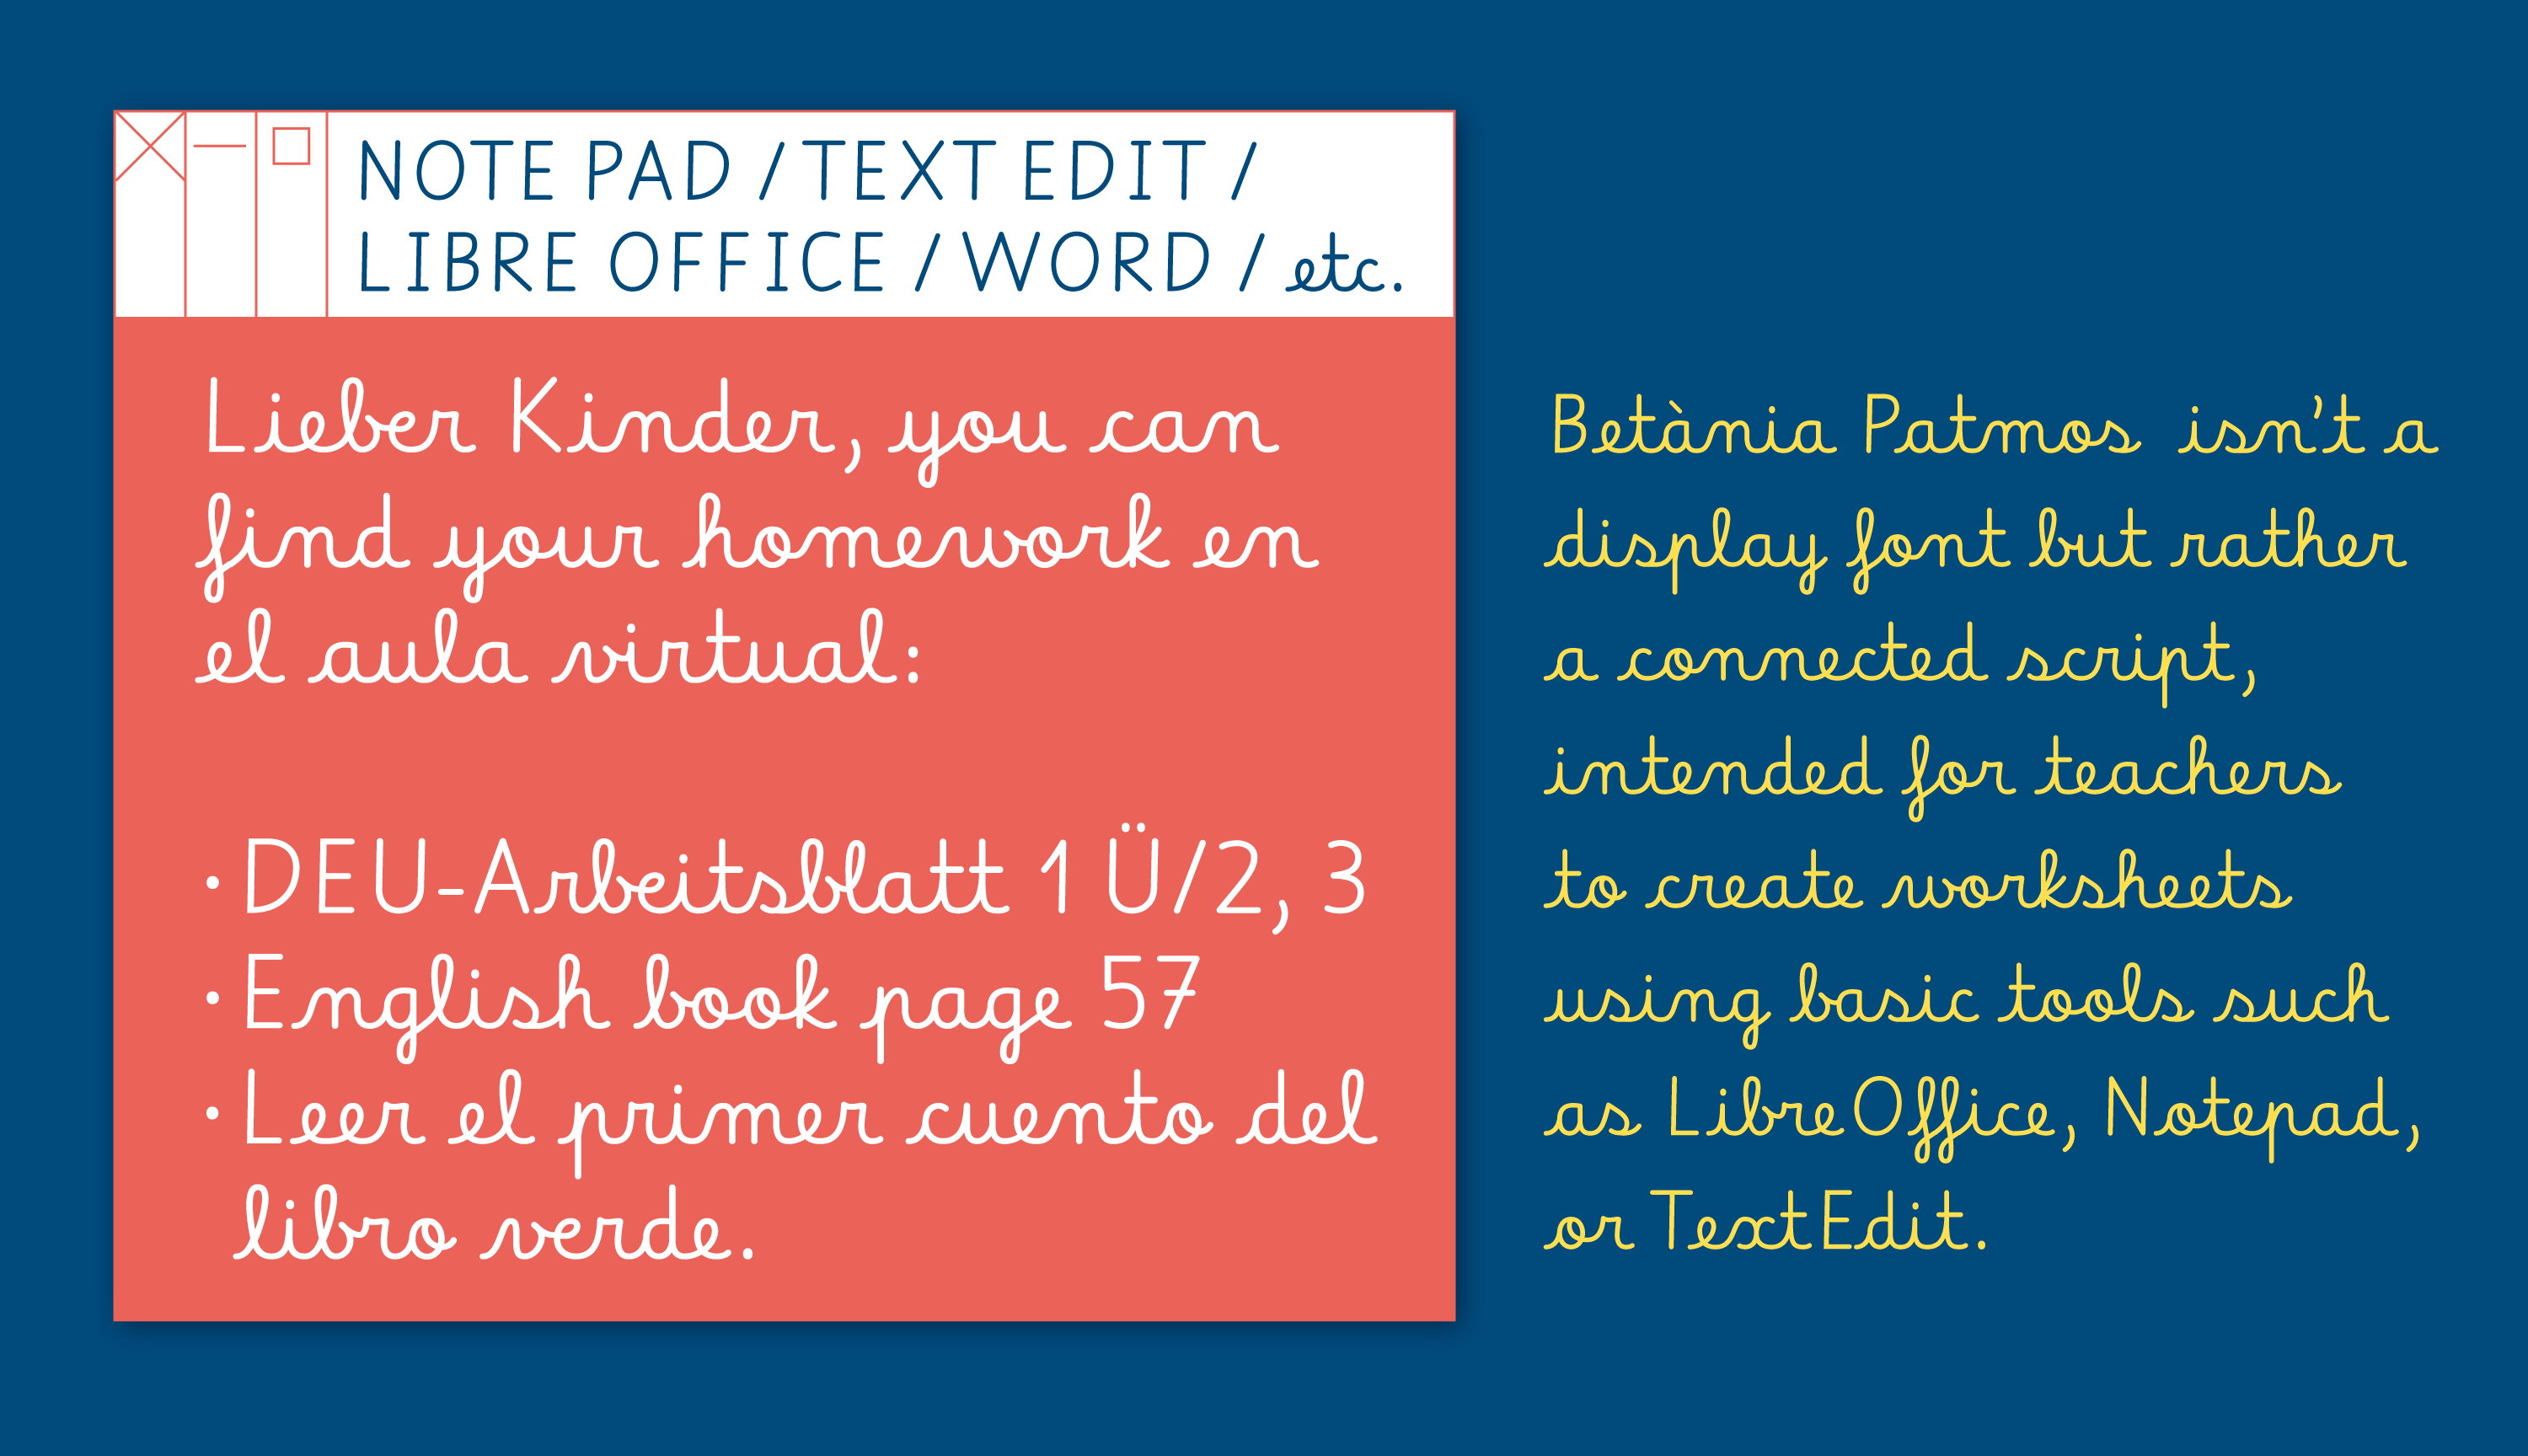 NOTE PAD / TEXT EDIT /
LIBRE OFFICE / WORD / etc.
Lieber Kinder, you can
find your homework en
el aula virtual:
· DEU-Arbeitsblatt 1 Ü/2, 3
· English book page 57
· Leer el primer cuento del
libro verde.
Betània Patmos isn’t a
display font but rather
a connected script,
intended for teachers
to create worksheets
using basic tools such
as LibreOffice, Notepad,
or TextEdit.